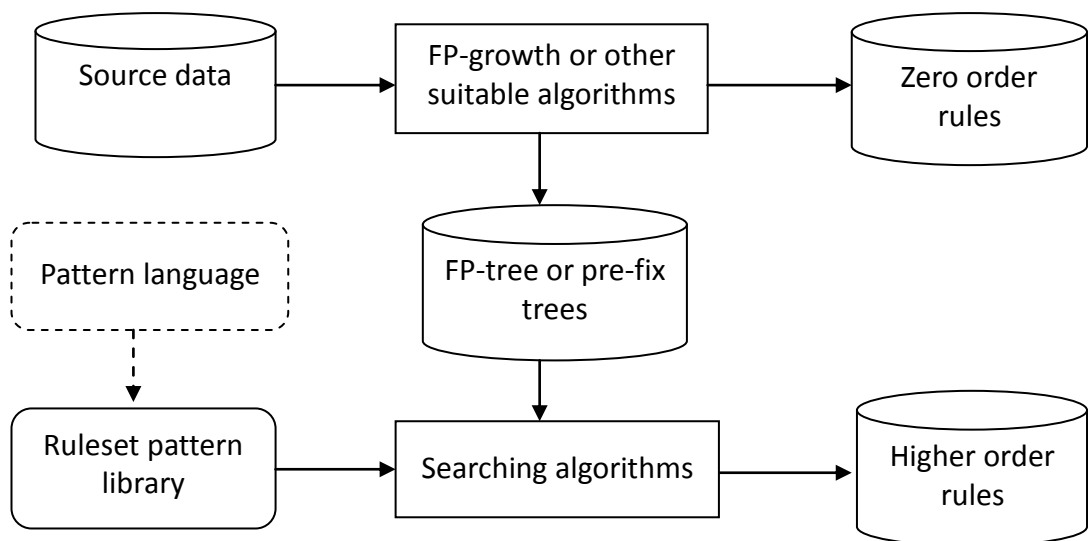 Source data
FP-growth or other
suitable algorithms
Zero order
rules
Pattern language
FP-tree or pre-fix
trees
Ruleset pattern
library
Searching algorithms
Higher order
rules